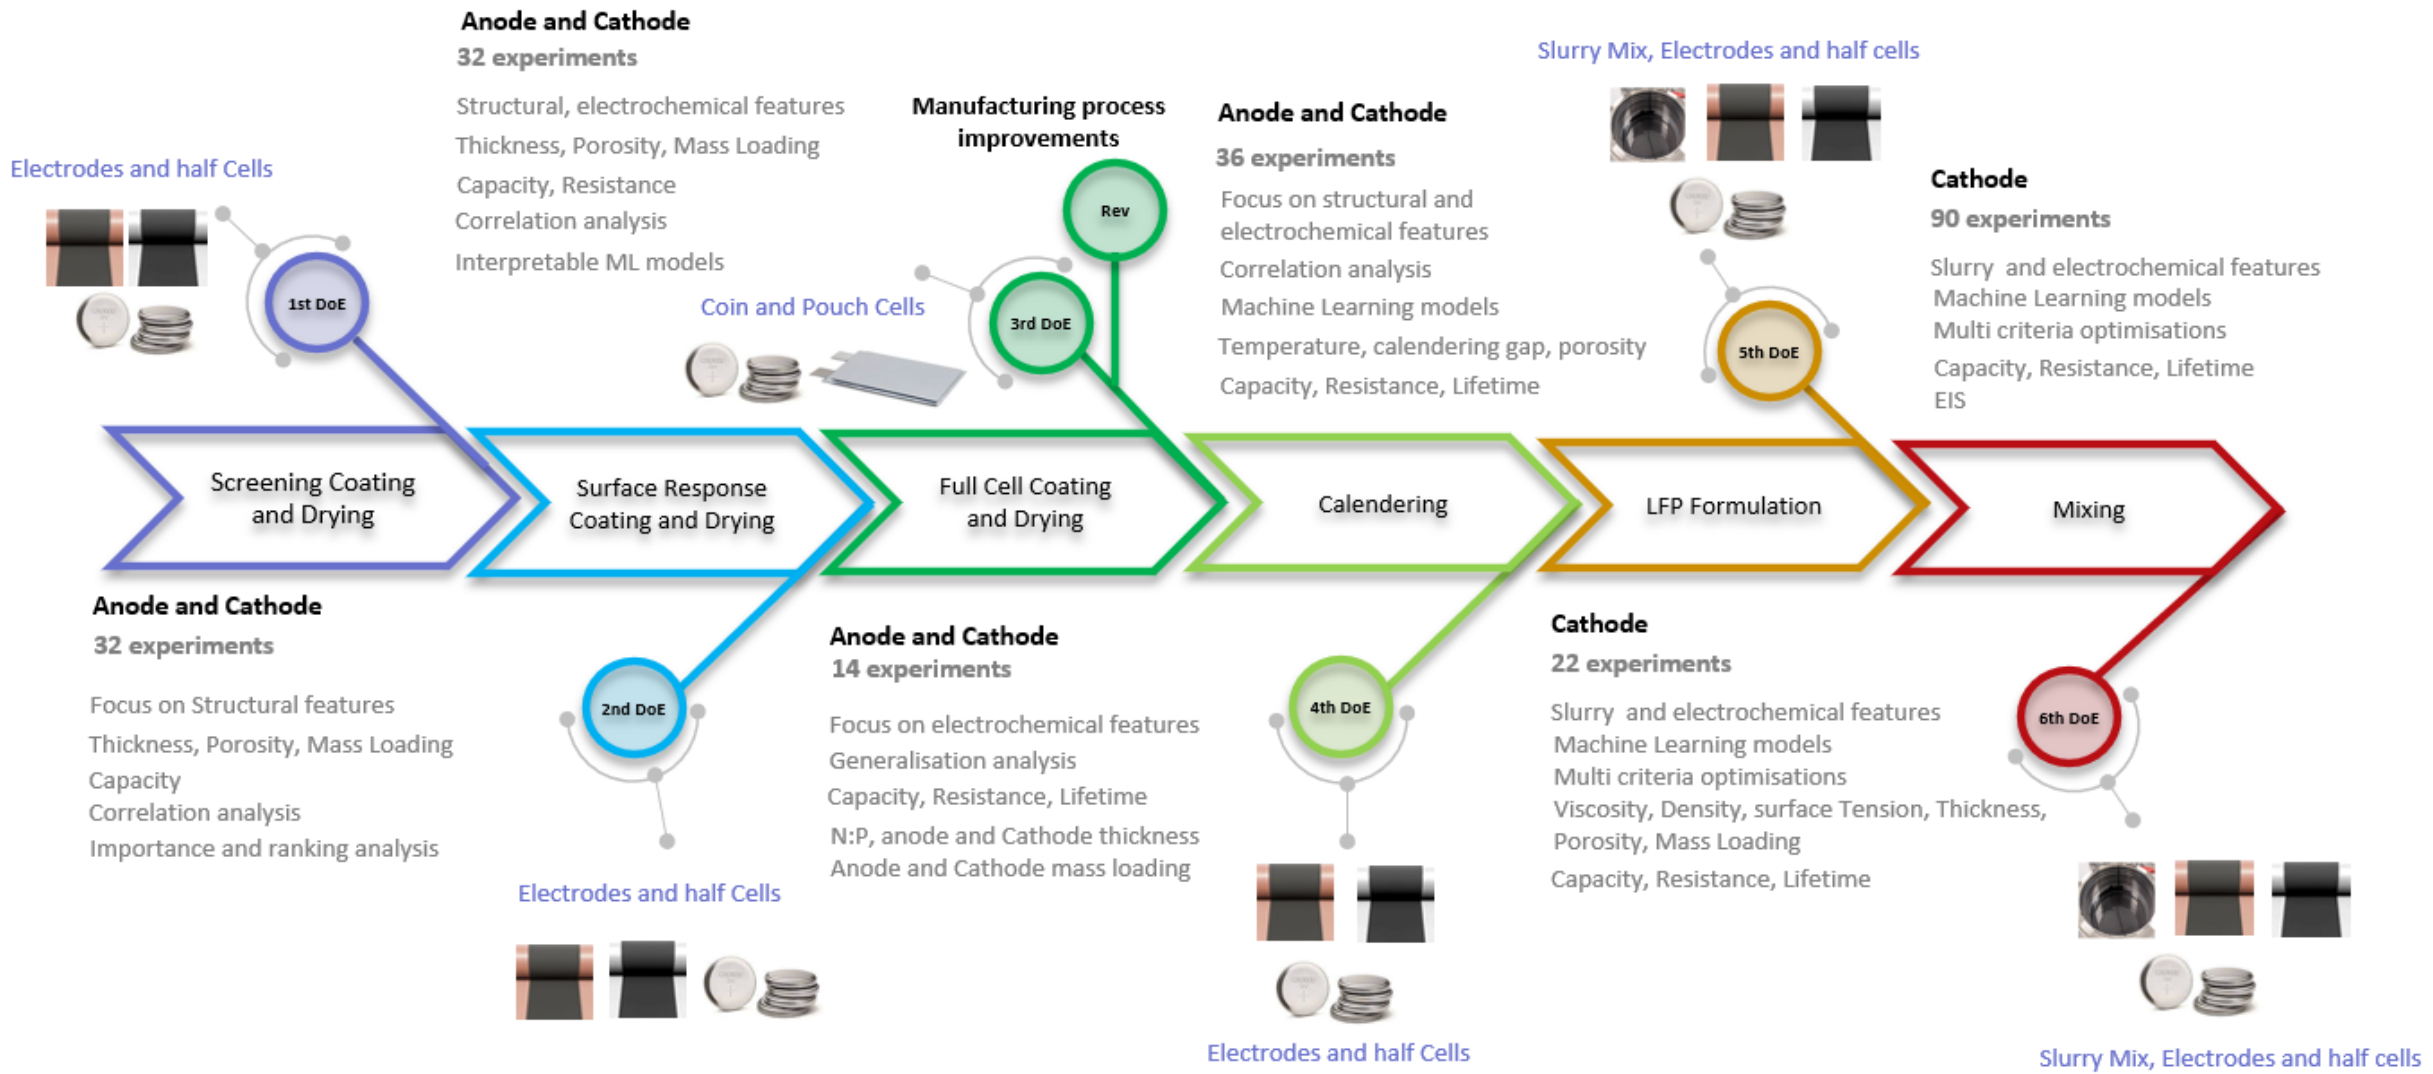 Electrodes and half Cells
1st DoE
Screening Coating
and Drying
Anode and Cathode
32 experiments
Focus on Structural features
Thickness, Porosity, Mass Loading
Capacity
Correlation analysis
Importance and ranking analysis
Anode and Cathode
32 experiments
Structural, electrochemical features
Thickness, Porosity, Mass Loading
Capacity, Resistance
Correlation analysis
Interpretable ML models
Surface Response
Coating and Drying
2nd DoE
Electrodes and half Cells
Manufacturing process
improvements
Rev
3rd DoE
Coin and Pouch Cells
Full Cell Coating
and Drying
Anode and Cathode
14 experiments
Focus on electrochemical features
Generalisation analysis
Capacity, Resistance, Lifetime
N:P, anode and Cathode thickness
Anode and Cathode mass loading
Anode and Cathode
36 experiments
Focus on structural and
electrochemical features
Correlation analysis
Machine Learning models
Temperature, calendering gap, porosity
Capacity, Resistance, Lifetime
Calendering
4th DoE
Electrodes and half Cells
Slurry Mix, Electrodes and half cells
5th DoE
LFP Formulation
Cathode
22 experiments
Slurry and electrochemical features
Machine Learning models
Multi criteria optimisations
Viscosity, Density, surface Tension, Thickness,
Porosity, Mass Loading
Capacity, Resistance, Lifetime
Cathode
90 experiments
Slurry and electrochemical features
Machine Learning models
Multi criteria optimisations
Capacity, Resistance, Lifetime
EIS
Mixing
6th DoE
Slurry Mix, Electrodes and half cells